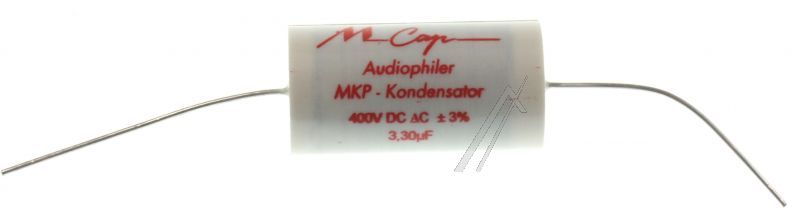 M Cap
Audiophiler
MKP - Kondensator
400V DC ΔC ± 3%
3,30µF